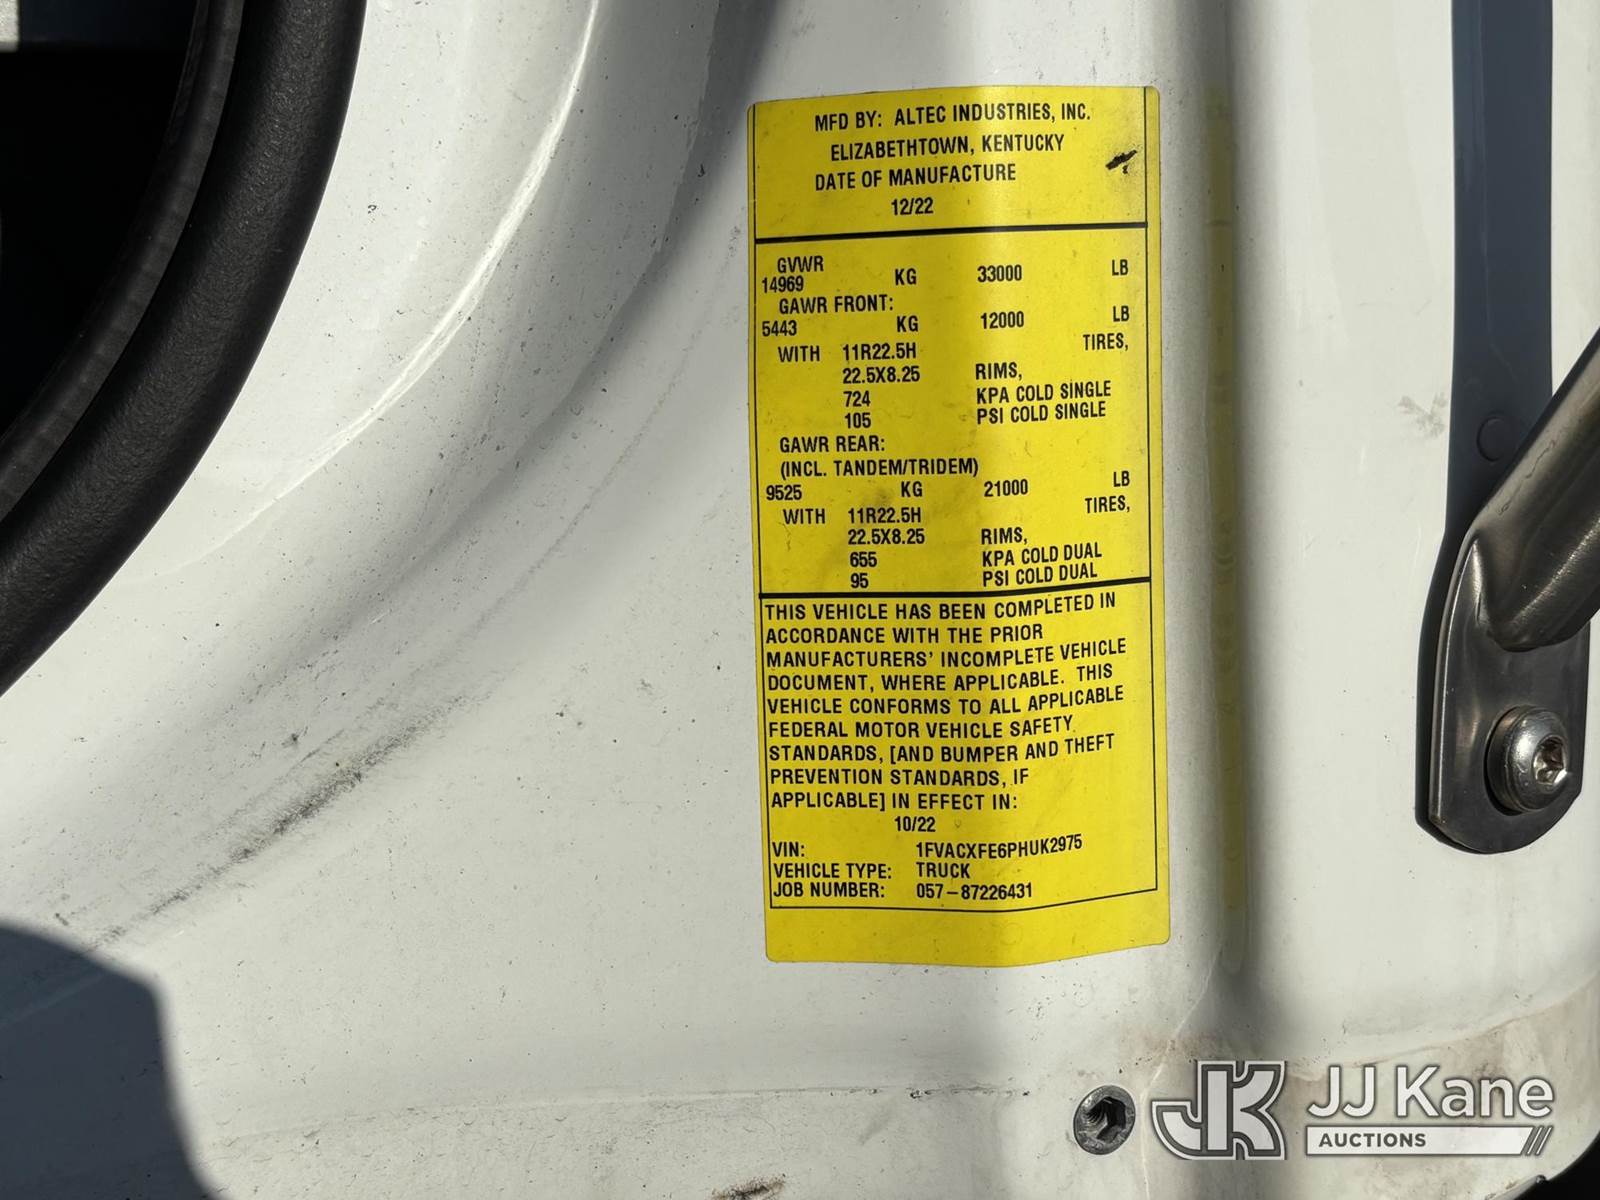 MFD BY: ALTEC INDUSTRIES, INC.
ELIZABETHTOWN, KENTUCKY
DATE OF MANUFACTURE
12/22
GVWR
14969 KG 33000 LB
GAWR FRONT:
5443 KG 12000 LB
WITH 11R22.5H TIRES,
22.5X8.25 RIMS,
724 KPA COLD SINGLE
105 PSI COLD SINGLE
GAWR REAR:
(INCL. TANDEM/TRIDEM)
9525 KG 21000 LB
WITH 11R22.5H TIRES,
22.5X8.25 RIMS,
655 KPA COLD DUAL
95 PSI COLD DUAL
THIS VEHICLE HAS BEEN COMPLETED IN
ACCORDANCE WITH THE PRIOR
MANUFACTURERS' INCOMPLETE VEHICLE
DOCUMENT, WHERE APPLICABLE. THIS
VEHICLE CONFORMS TO ALL APPLICABLE
FEDERAL MOTOR VEHICLE SAFETY
STANDARDS, [AND BUMPER AND THEFT
PREVENTION STANDARDS, IF
APPLICABLE] IN EFFECT IN:
10/22
VIN: 1FVACXFE6PHUK2975
VEHICLE TYPE: TRUCK
JOB NUMBER: 057-87226431
JK JJ Kane
AUCTIONS